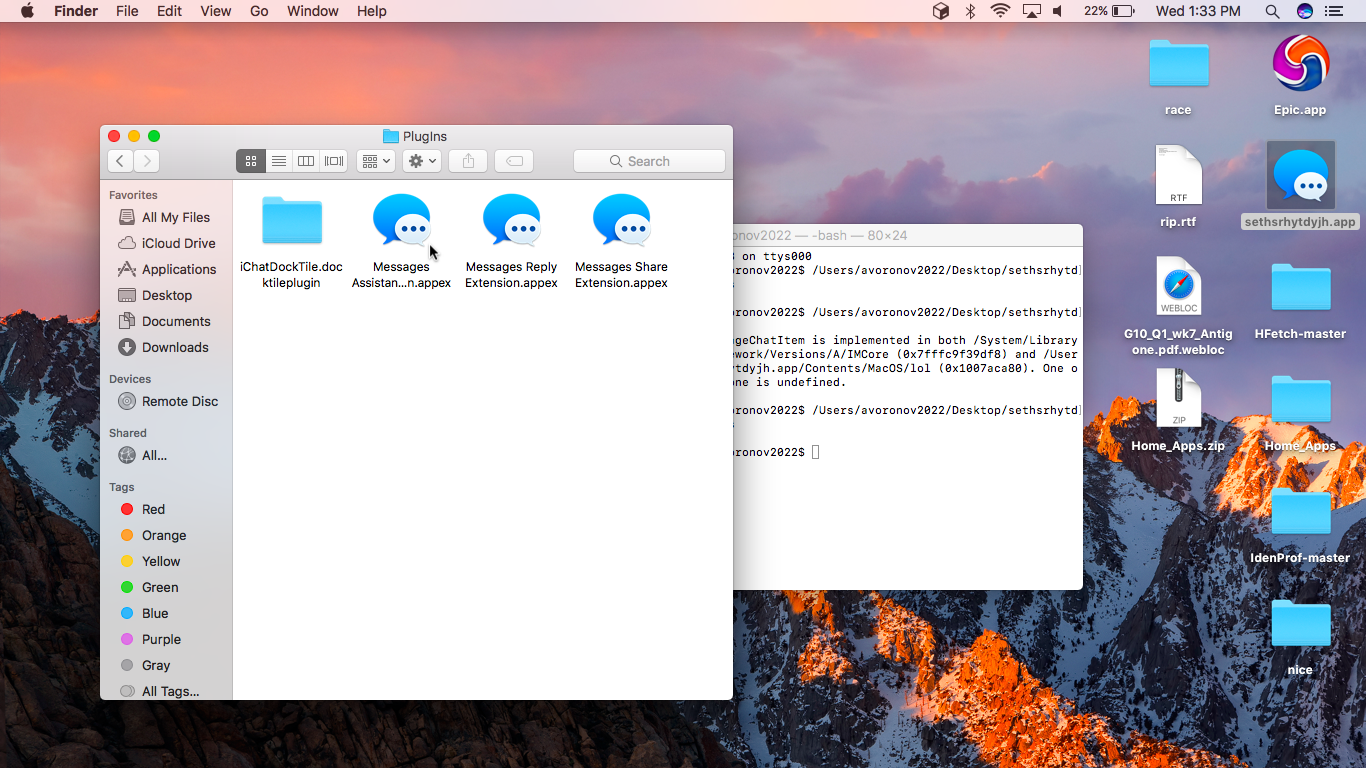 Finder File Edit View Go Window Help
22% Wed 1:33 PM
PlugIns
Search
Favorites
All My Files
iCloud Drive
Applications
Desktop
Documents
Downloads
Devices
Remote Disc
Shared
All...
Tags
Red
Orange
Yellow
Green
Blue
Purple
Gray
All Tags...
iChatDockTile.doc
ktileplugin
Messages
Assistan...n.appex
Messages Reply
Extension.appex
Messages Share
Extension.appex
onov2022 — -bash — 80×24
on ttys000
oronov2022$ /Users/avoronov2022/Desktop/sethsrhytd
s
oronov2022$ /Users/avoronov2022/Desktop/sethsrhytd
ageChatItem is implemented in both /System/Library
ework/Versions/A/IMCore (0x7fffc9f39df8) and /User
ytdyjh.app/Contents/MacOS/lol (0x1007aca80). One o
one is undefined.
oronov2022$ /Users/avoronov2022/Desktop/sethsrhytd
s
oronov2022$
race
Epic.app
RTF
rip.rtf
sethsrhytdyjh.app
WEBLOC
G10_Q1_wk7_Antig
one.pdf.webloc
HFetch-master
ZIP
Home_Apps.zip
Home_Apps
IdenProf-master
nice